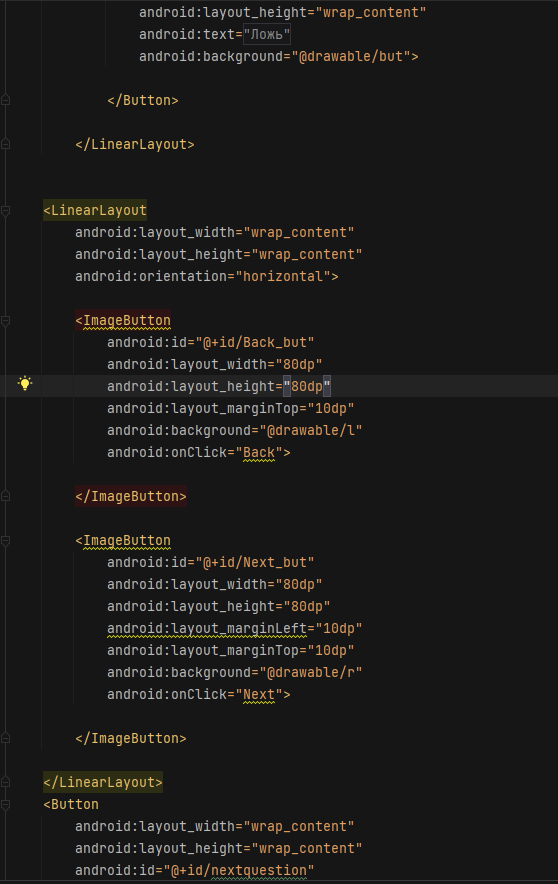 android:layout_height="wrap_content"
android:text="Ложь"
android:background="@drawable/but">
</Button>
</LinearLayout>
<LinearLayout
android:layout_width="wrap_content"
android:layout_height="wrap_content"
android:orientation="horizontal">
<ImageButton
android:id="@+id/Back_but"
android:layout_width="80dp"
android:layout_height="80dp"
android:layout_marginTop="10dp"
android:background="@drawable/l"
android:onClick="Back">
</ImageButton>
<ImageButton
android:id="@+id/Next_but"
android:layout_width="80dp"
android:layout_height="80dp"
android:layout_marginLeft="10dp"
android:layout_marginTop="10dp"
android:background="@drawable/r"
android:onClick="Next">
</ImageButton>
</LinearLayout>
<Button
android:layout_width="wrap_content"
android:layout_height="wrap_content"
android:id="@+id/nextquestion"